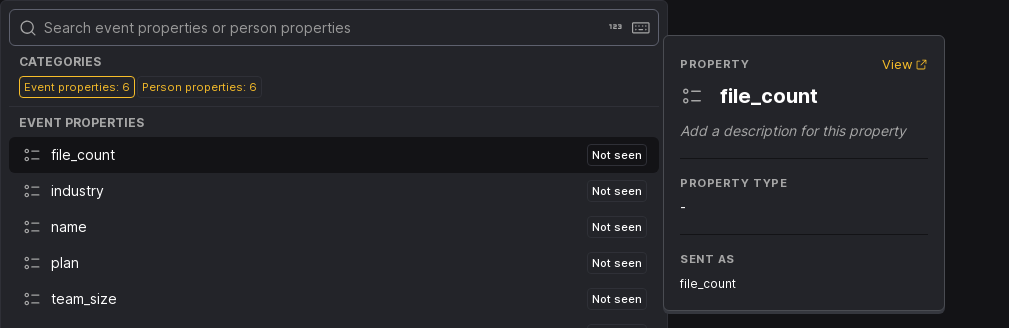 Search event properties or person properties
123
CATEGORIES
Event properties: 6
Person properties: 6
EVENT PROPERTIES
file_count Not seen
industry Not seen
name Not seen
plan Not seen
team_size Not seen
PROPERTY View
file_count
Add a description for this property
PROPERTY TYPE
-
SENT AS
file_count